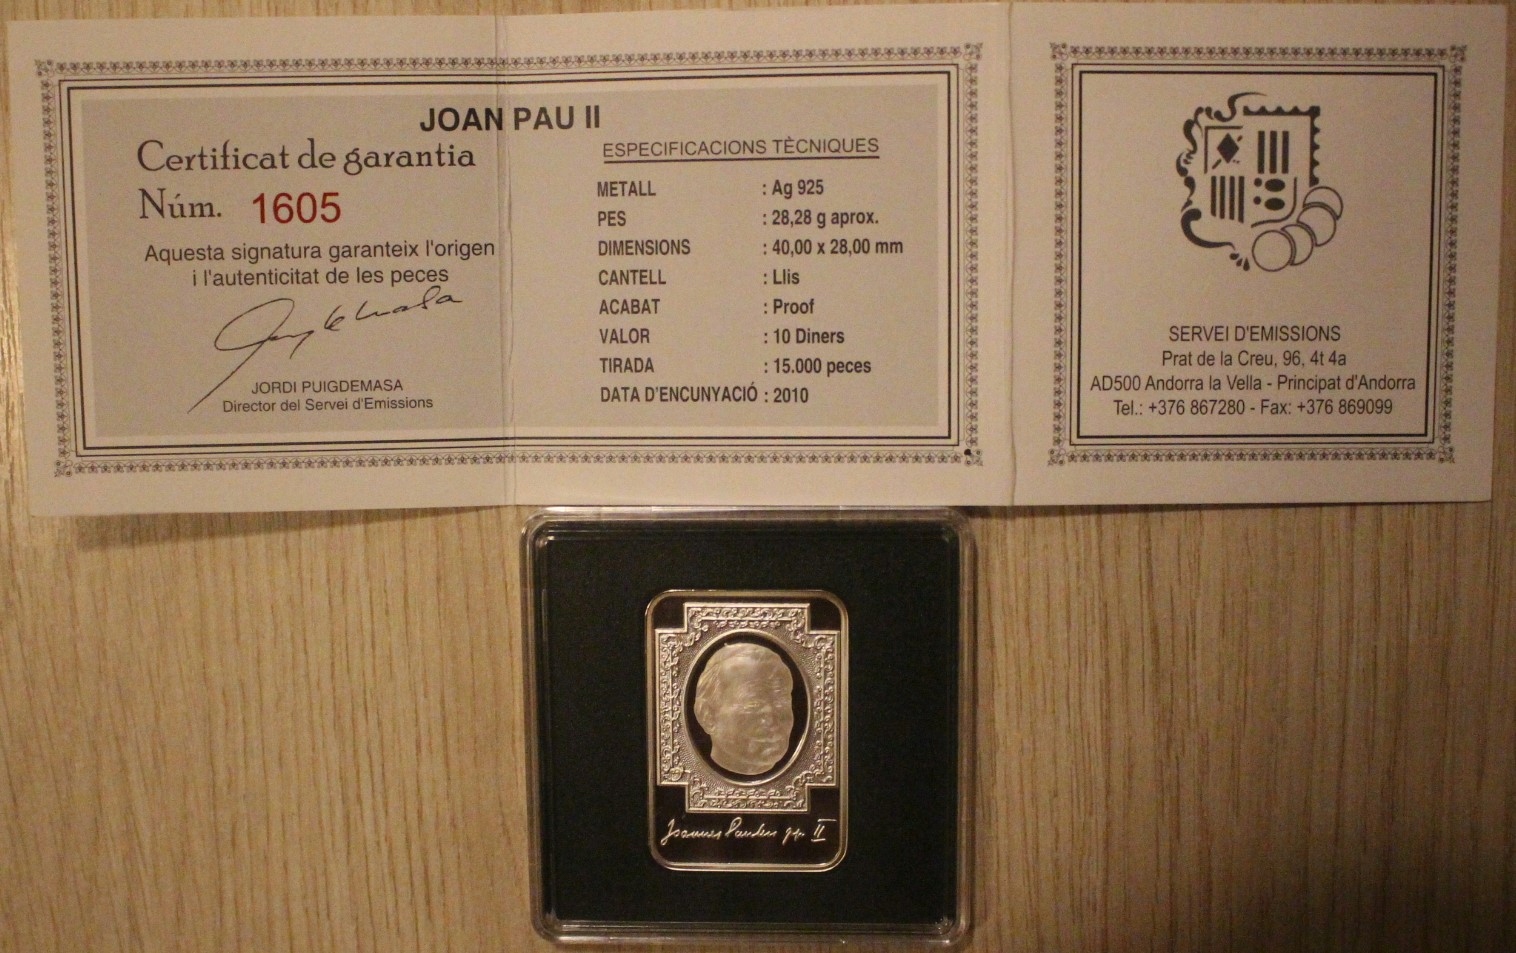 JOAN PAU II
Certificat de garantia
Núm. 1605
Aquesta signatura garanteix l'origen
i l'autenticitat de les peces
JORDI PUIGDEMASA
Director del Servei d'Emissions
ESPECIFICACIONS TÈCNIQUES
METALL : Ag 925
PES : 28,28 g aprox.
DIMENSIONS : 40,00 x 28,00 mm
CANTELL : Llis
ACABAT : Proof
VALOR : 10 Diners
TIRADA : 15.000 peces
DATA D'ENCUNYACIÓ : 2010
SERVEI D'EMISSIONS
Prat de la Creu, 96, 4t 4a
AD500 Andorra la Vella - Principat d'Andorra
Tel.: +376 867280 - Fax: +376 869099
Joannes Paulus pp. II